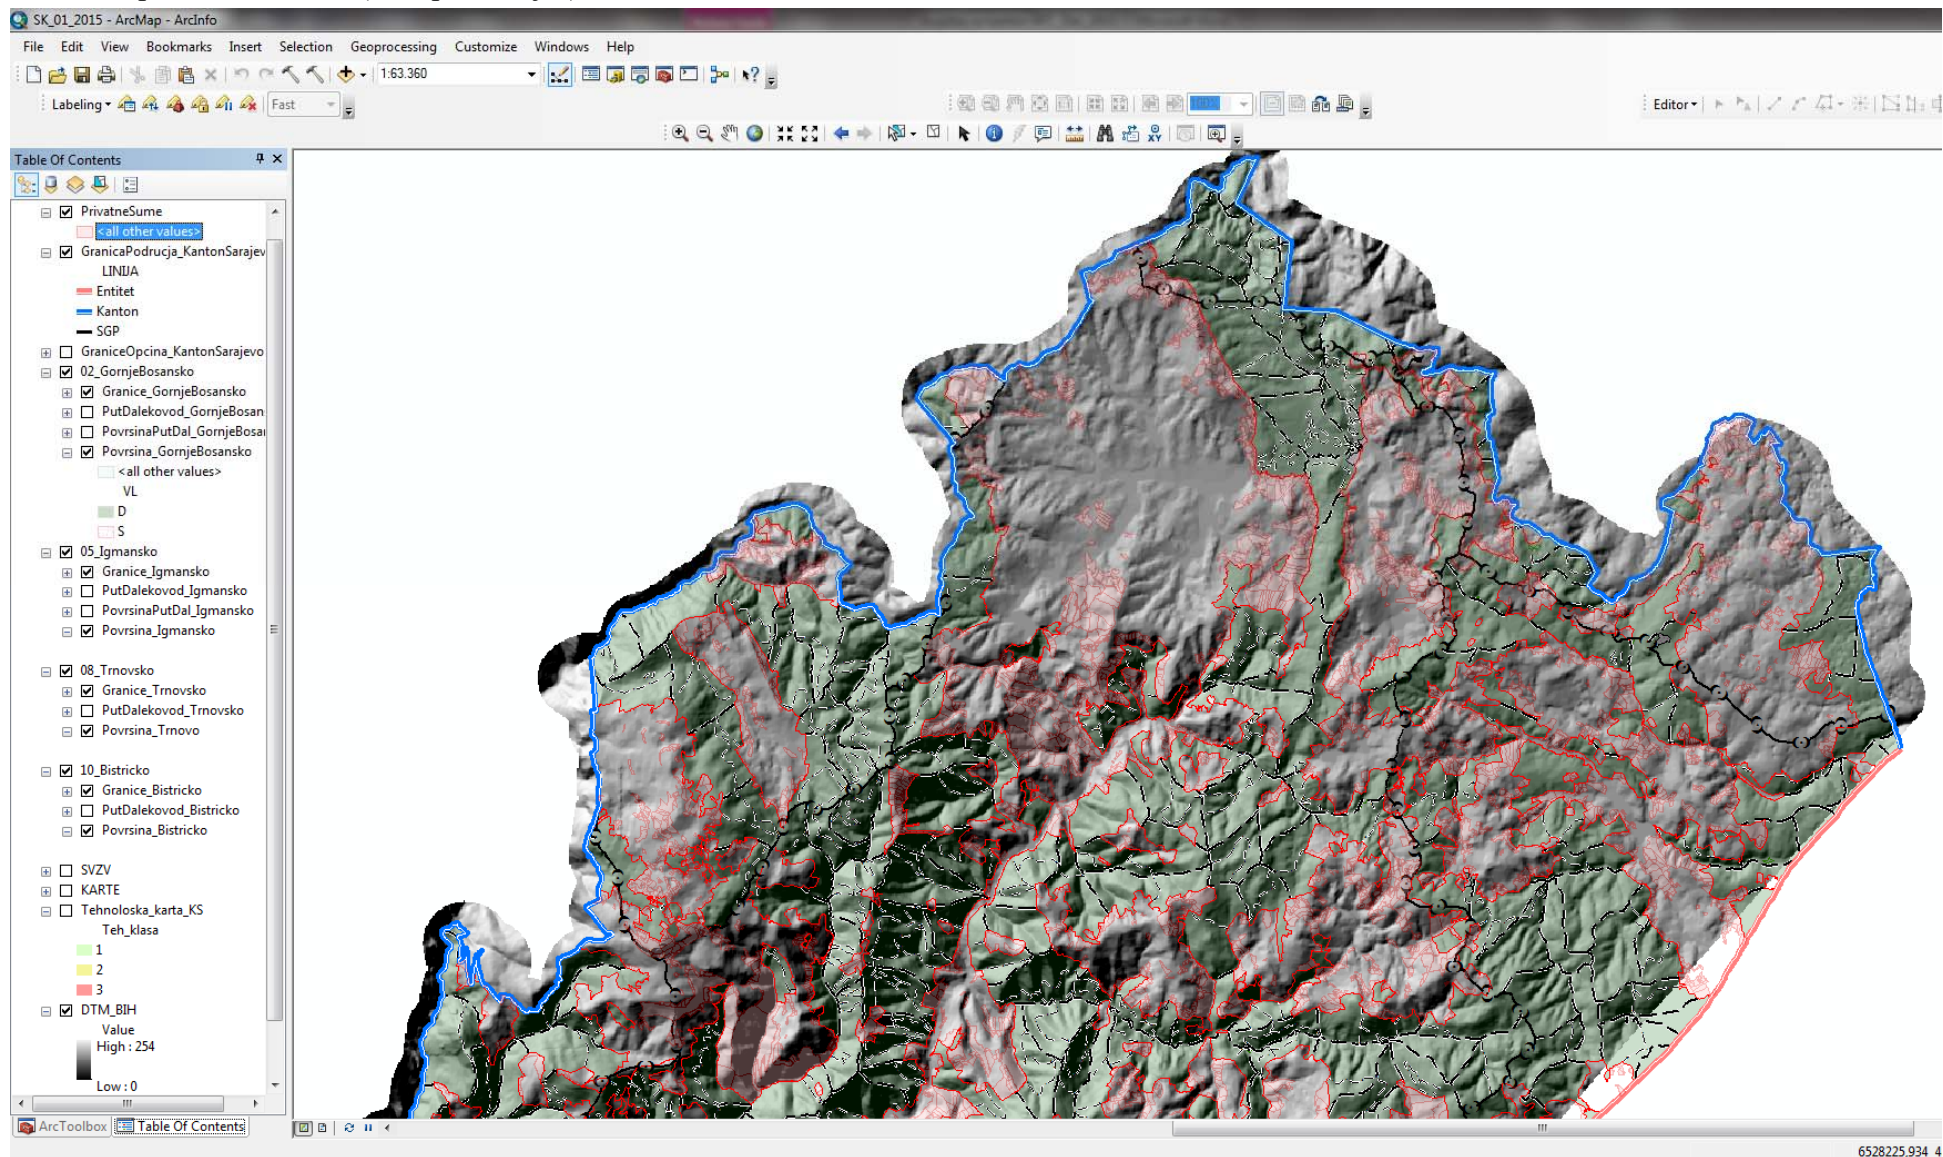 SK_01_2015 - ArcMap - ArcInfo
File Edit View Bookmarks Insert Selection Geoprocessing Customize Windows Help
1:63.360
Labeling Fast 100% Editor
Table Of Contents
PrivatneSume
<all other values>
GranicaPodrucja_KantonSarajev
LINIJA
Entitet
Kanton
SGP
GraniceOpcina_KantonSarajevo
02_GornjeBosansko
Granice_GornjeBosansko
PutDalekovod_GornjeBosan
PovrsinaPutDal_GornjeBosar
Povrsina_GornjeBosansko
<all other values>
VL
D
S
05_Igmansko
Granice_Igmansko
PutDalekovod_Igmansko
PovrsinaPutDal_Igmansko
Povrsina_Igmansko
08_Trnovsko
Granice_Trnovsko
PutDalekovod_Trnovsko
Povrsina_Trnovo
10_Bistricko
Granice_Bistricko
PutDalekovod_Bistricko
Povrsina_Bistricko
SVZV
KARTE
Tehnoloska_karta_KS
Teh_klasa
1
2
3
DTM_BIH
Value
High : 254
Low : 0
ArcToolbox Table Of Contents
6528225,934 4